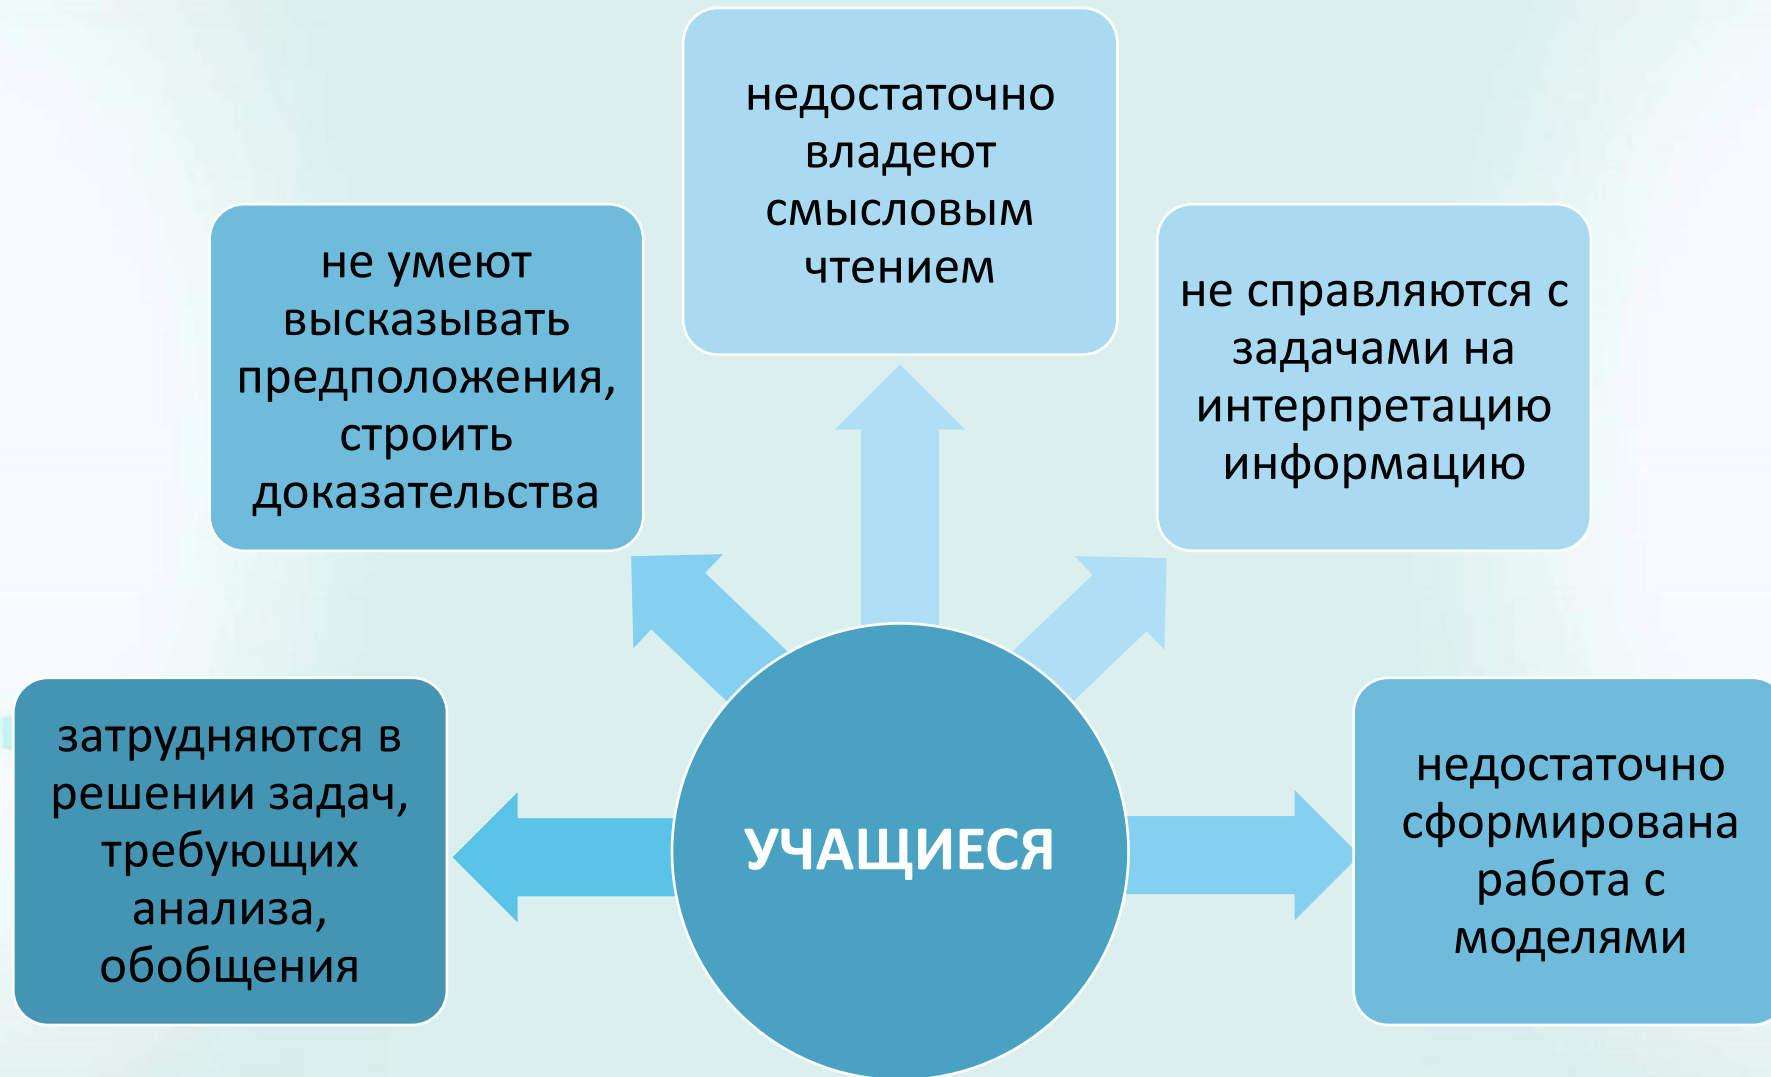 недостаточно
владеют
смысловым
чтением
не умеют
высказывать
предположения,
строить
доказательства
не справляются с
задачами на
интерпретацию
информацию
затрудняются в
решении задач,
требующих
анализа,
обобщения
УЧАЩИЕСЯ
недостаточно
сформирована
работа с
моделями